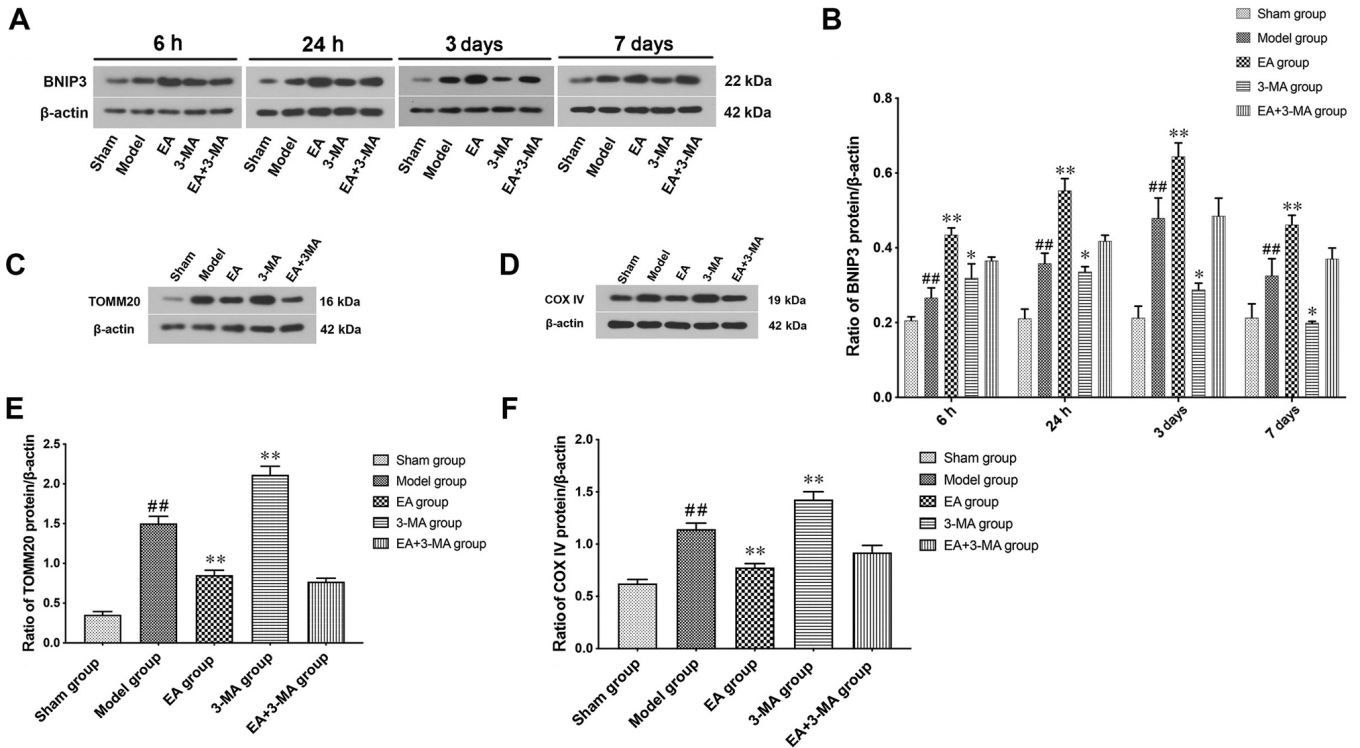 A
6 h
24 h
3 days
7 days
BNIP3
22 kDa
β-actin
42 kDa
Sham
Model
EA
3-MA
EA+3-MA
Sham
Model
EA
3-MA
EA+3-MA
Sham
Model
EA
3-MA
EA+3-MA
Sham
Model
EA
3-MA
EA+3-MA
B
Sham group
Model group
EA group
3-MA group
EA+3-MA group
Ratio of BNIP3 protein/β-actin
0.8
0.6
0.4
0.2
0.0
##
**
*
##
**
*
##
**
*
##
**
*
6 h
24 h
3 days
7 days
C
Sham
Model
EA
3-MA
EA+3MA
TOMM20
16 kDa
β-actin
42 kDa
D
Sham
Model
EA
3-MA
EA+3-MA
COX IV
19 kDa
β-actin
42 kDa
E
Ratio of TOMM20 protein/β-actin
2.5
2.0
1.5
1.0
0.5
0.0
##
**
**
Sham group
Model group
EA group
3-MA group
EA+3-MA group
Sham group
Model group
EA group
3-MA group
EA+3-MA group
F
Ratio of COX IV protein/β-actin
2.0
1.5
1.0
0.5
0.0
##
**
**
Sham group
Model group
EA group
3-MA group
EA+3-MA group
Sham group
Model group
EA group
3-MA group
EA+3-MA group